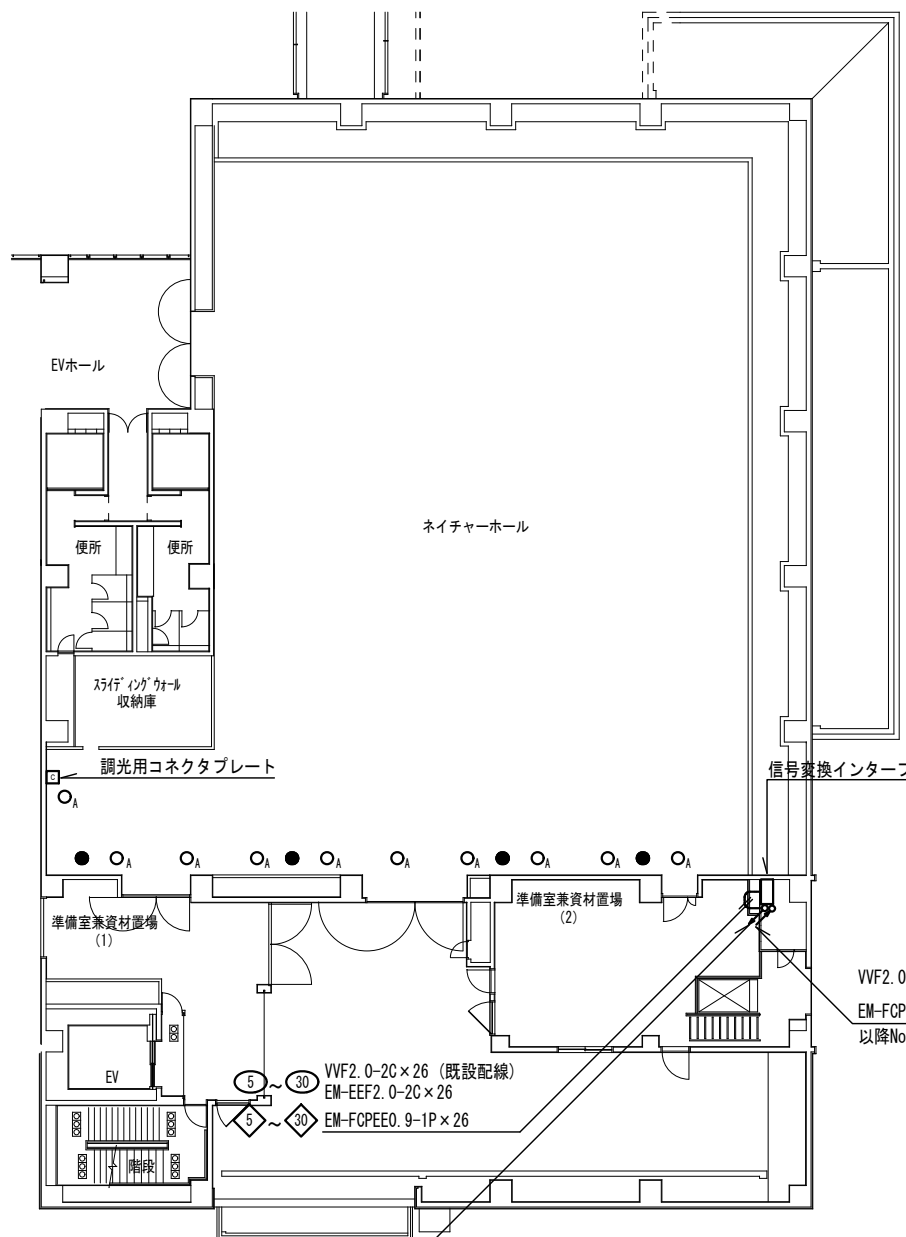 EVホール
ネイチャーホール
便所
便所
スライディングウォール
収納庫
C
調光用コネクタプレート
信号変換インターフ
A
A
A
A
A
A
A
A
A
A
準備室兼資材置場
(1)
準備室兼資材置場
(2)
VVF2.0
EM-FCP
以降No
EV
5 ~ 30 VVF2.0-2C×26 (既設配線)
EM-EEF2.0-2C×26
5 ~ 30 EM-FCPEE0.9-1P×26
階段